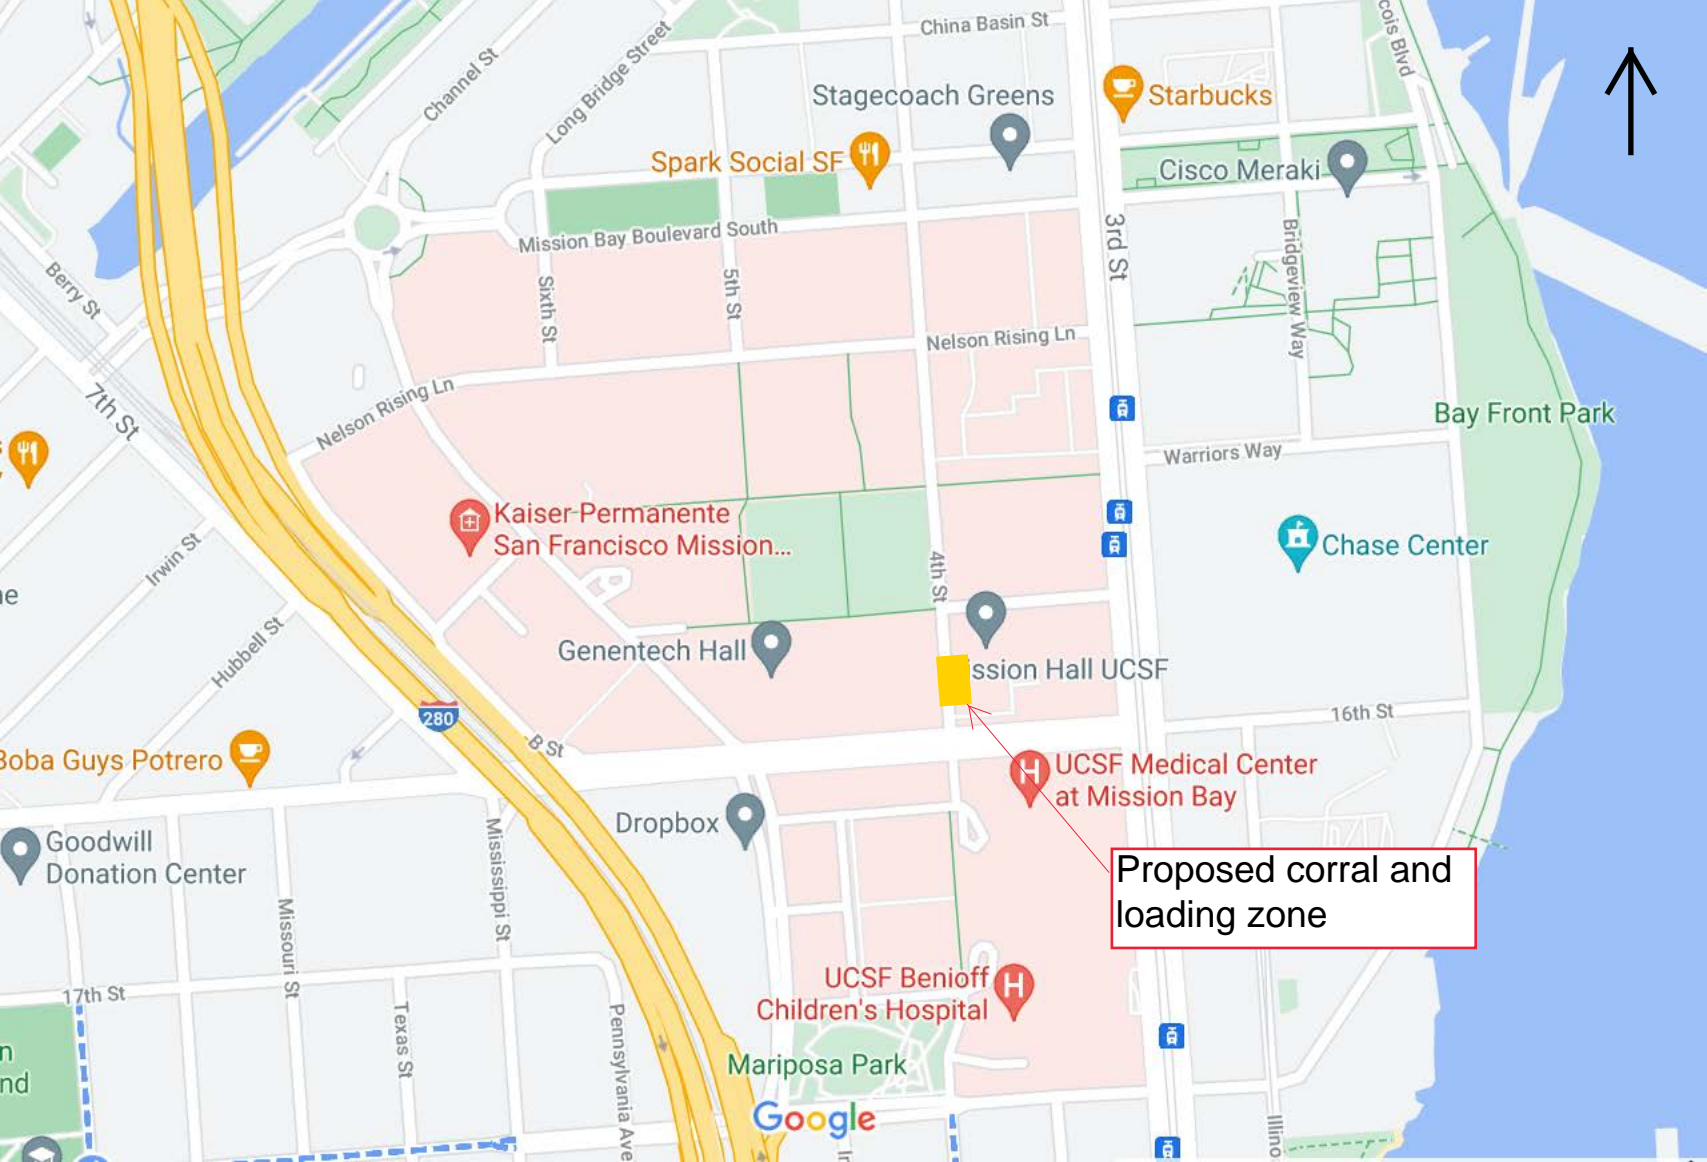 China Basin St
Channel St
Long Bridge Street
Stagecoach Greens
Starbucks
Spark Social SF
Cisco Meraki
Mission Bay Boulevard South
3rd St
Berry St
Sixth St
5th St
Bridgeview Way
Nelson Rising Ln
Nelson Rising Ln
7th St
Bay Front Park
Warriors Way
Kaiser Permanente
San Francisco Mission...
Chase Center
Irwin St
4th St
Hubbell St
Genentech Hall
ssion Hall UCSF
280
16th St
B St
Boba Guys Potrero
UCSF Medical Center
at Mission Bay
Dropbox
Goodwill
Donation Center
Mississippi St
Proposed corral and
loading zone
Missouri St
UCSF Benioff
Children's Hospital
17th St
Texas St
Pennsylvania Ave
Mariposa Park
Google